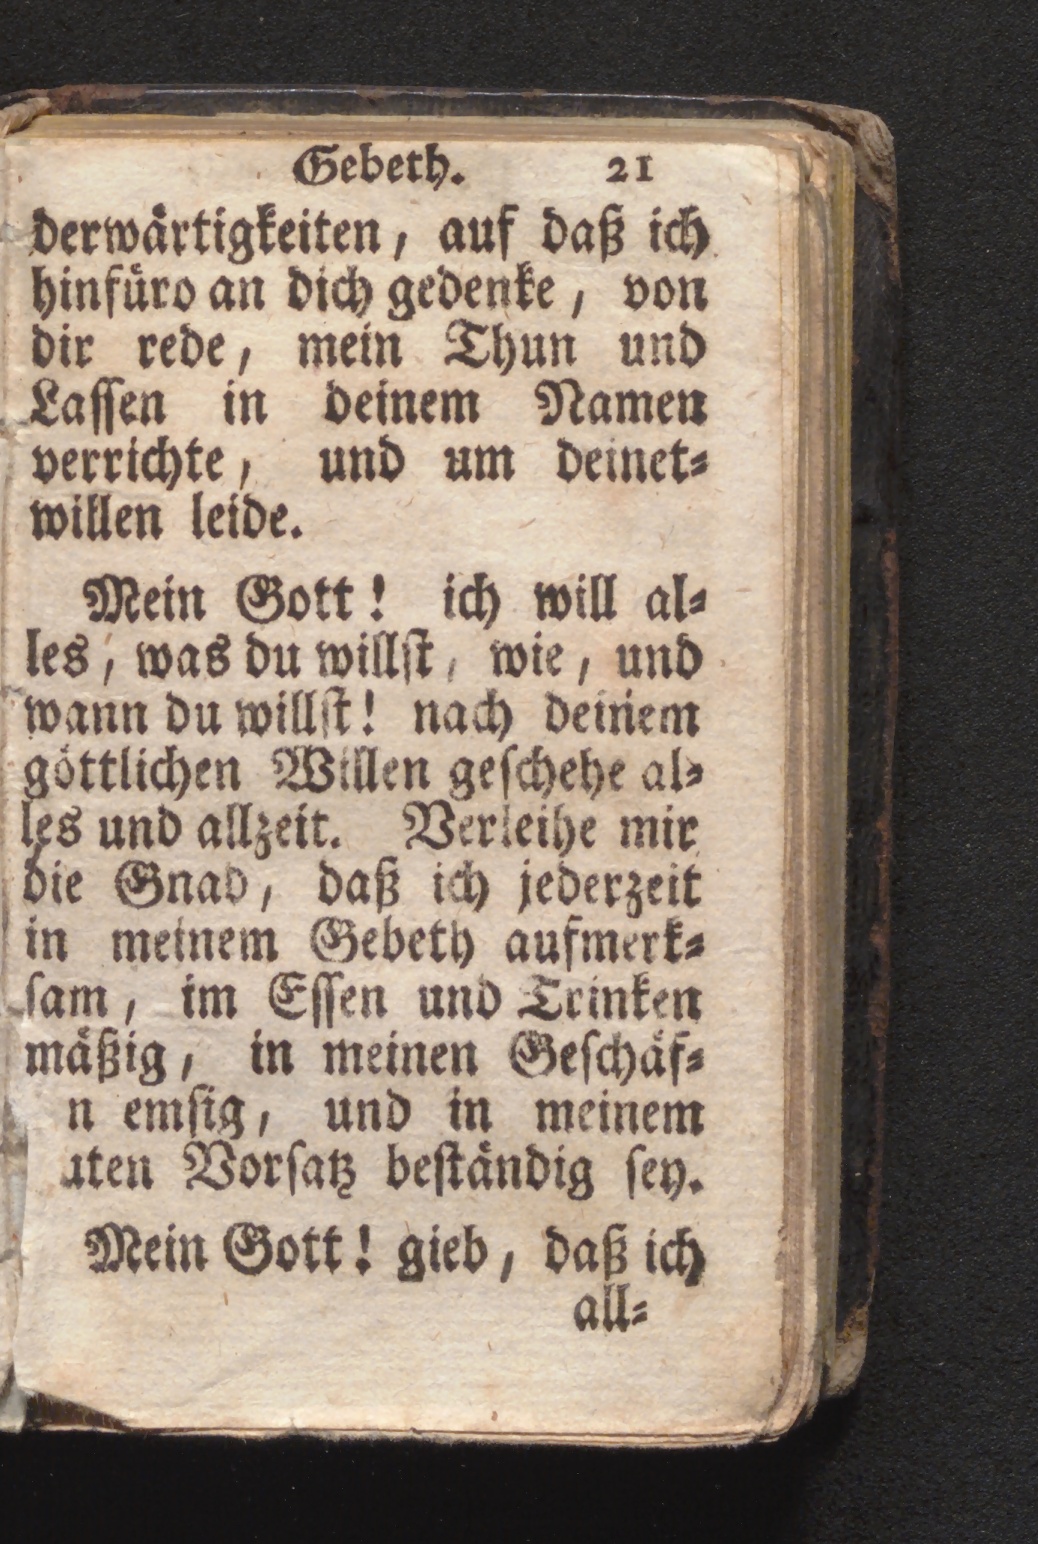 Gebeth. 21
derwärtigkeiten, auf daß ich
hinfüro an dich gedenke, von
dir rede, mein Thun und
Lassen in deinem Namen
verrichte, und um deinet-
willen leide.
Mein Gott! ich will al-
les, was du willst, wie, und
wann du willst! nach deinem
göttlichen Willen geschehe al-
les und allzeit. Verleihe mir
die Gnad, daß ich jederzeit
in meinem Gebeth aufmerk-
sam, im Essen und Trinken
mäßig, in meinen Geschäf-
n emsig, und in meinem
uten Vorsatz beständig sey.
Mein Gott! gieb, daß ich
all-